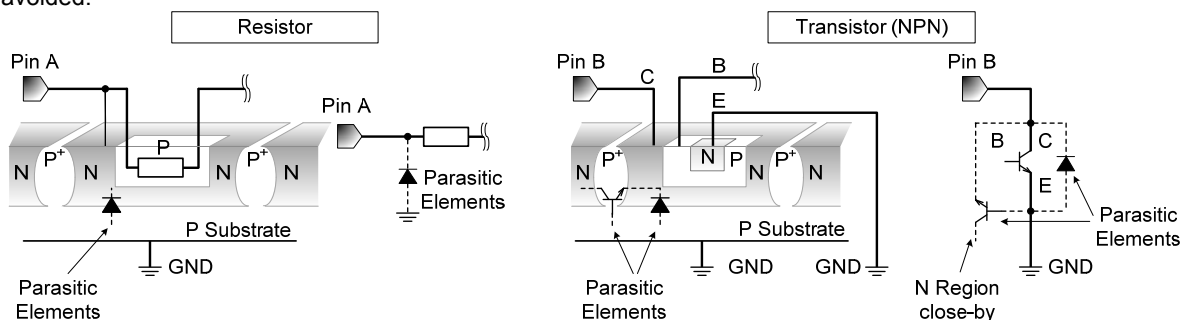 avoided.
Resistor
Transistor (NPN)
Pin A
Pin A
N P+ N P N P+ N
Parasitic
Elements
P Substrate
GND
Parasitic
Elements
Pin B
C
B
E
N P+ N P P+ N
P Substrate
GND
GND
Parasitic
Elements
Pin B
B C
E
Parasitic
Elements
GND
N Region
close-by